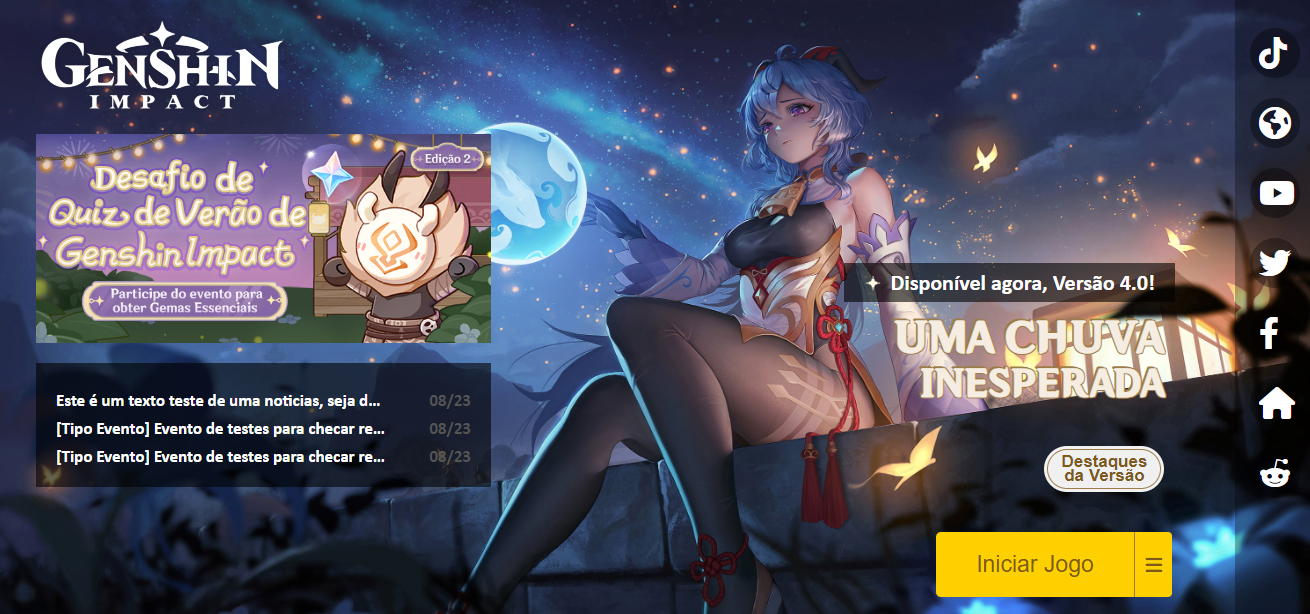 GENSHIN
IMPACT
Edição 2
Desafio de
Quiz de Verão de
Genshin Impact
Participe do evento para
obter Gemas Essenciais
Este é um texto teste de uma noticias, seja d... 08/23
[Tipo Evento] Evento de testes para checar re... 08/23
[Tipo Evento] Evento de testes para checar re... 08/23
Disponível agora, Versão 4.0!
UMA CHUVA
INESPERADA
Destaques
da Versão
Iniciar Jogo